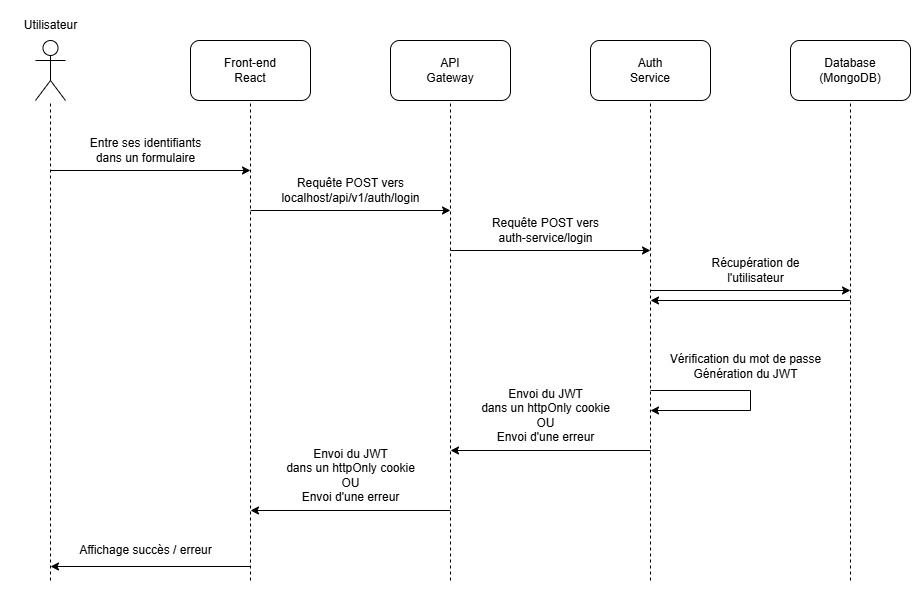 Utilisateur
Front-end
React
API
Gateway
Auth
Service
Database
(MongoDB)
Entre ses identifiants
dans un formulaire
Requête POST vers
localhost/api/v1/auth/login
Requête POST vers
auth-service/login
Récupération de
l'utilisateur
Vérification du mot de passe
Génération du JWT
Envoi du JWT
dans un httpOnly cookie
OU
Envoi d'une erreur
Envoi du JWT
dans un httpOnly cookie
OU
Envoi d'une erreur
Affichage succès / erreur